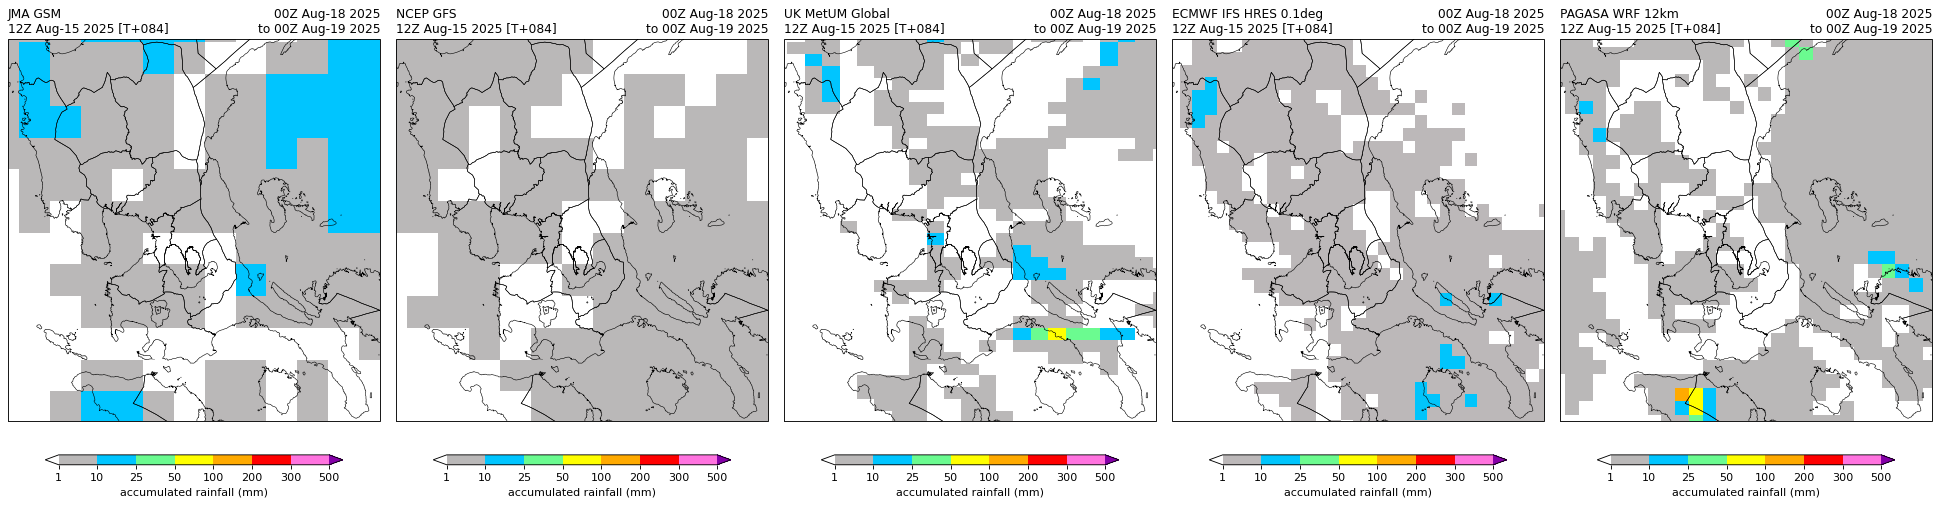 JMA GSM
00Z Aug-18 2025
12Z Aug-15 2025 [T+084]
to 00Z Aug-19 2025
NCEP GFS
00Z Aug-18 2025
12Z Aug-15 2025 [T+084]
to 00Z Aug-19 2025
UK MetUM Global
00Z Aug-18 2025
12Z Aug-15 2025 [T+084]
to 00Z Aug-19 2025
ECMWF IFS HRES 0.1deg
00Z Aug-18 2025
12Z Aug-15 2025 [T+084]
to 00Z Aug-19 2025
PAGASA WRF 12km
00Z Aug-18 2025
12Z Aug-15 2025 [T+084]
to 00Z Aug-19 2025
1 10 25 50 100 200 300 500
accumulated rainfall (mm)
1 10 25 50 100 200 300 500
accumulated rainfall (mm)
1 10 25 50 100 200 300 500
accumulated rainfall (mm)
1 10 25 50 100 200 300 500
accumulated rainfall (mm)
1 10 25 50 100 200 300 500
accumulated rainfall (mm)